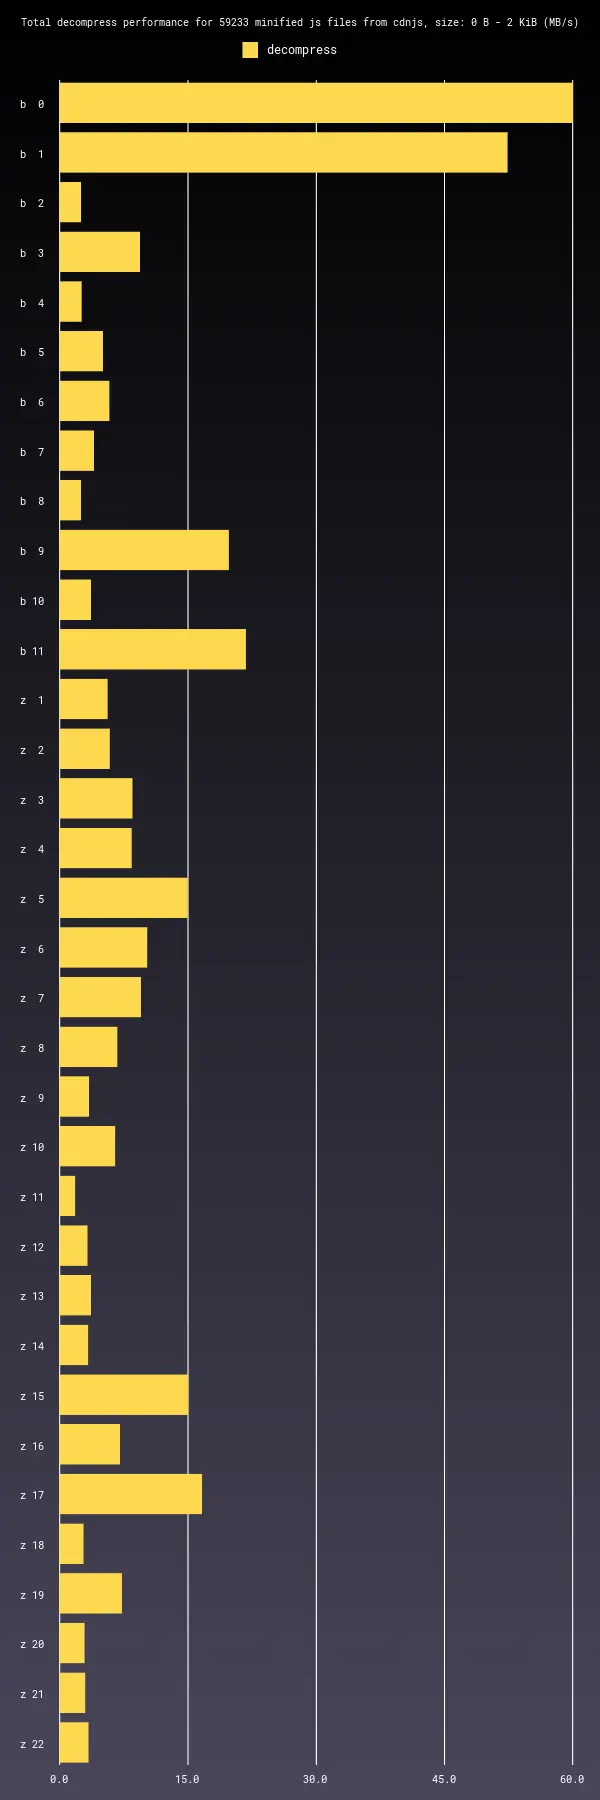 Total decompress performance for 59233 minified js files from cdnjs, size: 0 B - 2 KiB (MB/s)
decompress
b 0
b 1
b 2
b 3
b 4
b 5
b 6
b 7
b 8
b 9
b 10
b 11
z 1
z 2
z 3
z 4
z 5
z 6
z 7
z 8
z 9
z 10
z 11
z 12
z 13
z 14
z 15
z 16
z 17
z 18
z 19
z 20
z 21
z 22
0.0 15.0 30.0 45.0 60.0